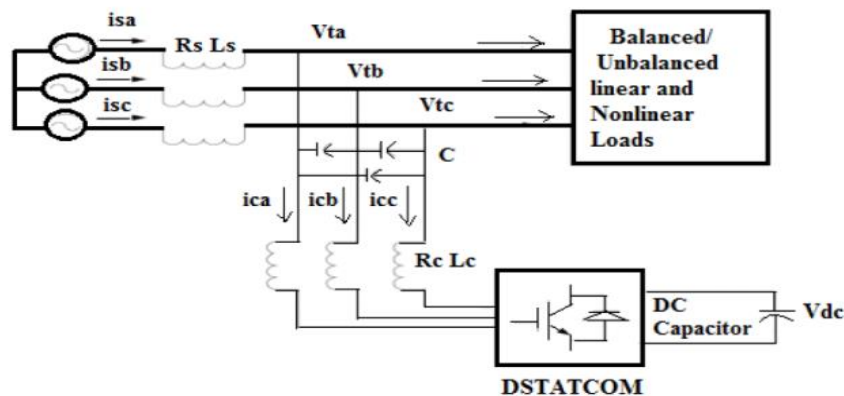 isa
Rs Ls
Vta
isb
Vtb
isc
Vtc
Balanced/
Unbalanced
linear and
Nonlinear
Loads
C
ica
icb
icc
Rc Lc
DC
Capacitor
Vdc
DSTATCOM